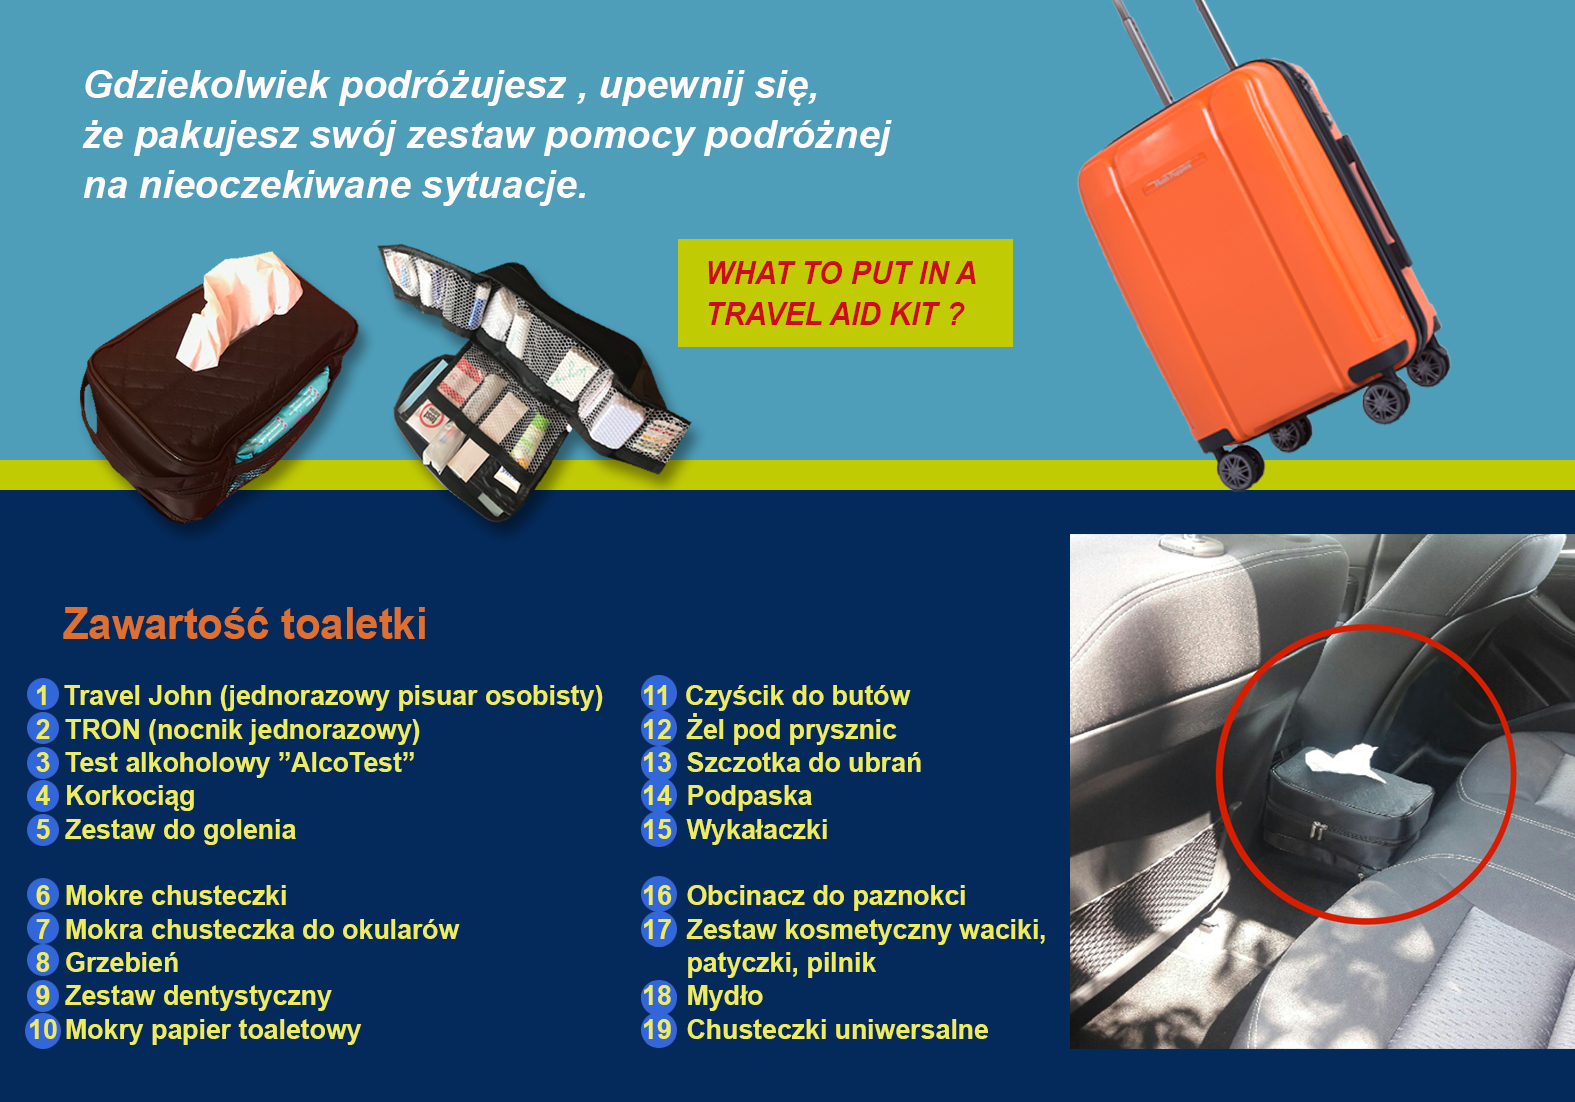 Gdziekolwiek podróżujesz , upewnij się,
że pakujesz swój zestaw pomocy podróżnej
na nieoczekiwane sytuacje.
WHAT TO PUT IN A
TRAVEL AID KIT ?
Zawartość toaletki
1 Travel John (jednorazowy pisuar osobisty)
2 TRON (nocnik jednorazowy)
3 Test alkoholowy ”AlcoTest”
4 Korkociąg
5 Zestaw do golenia
6 Mokre chusteczki
7 Mokra chusteczka do okularów
8 Grzebień
9 Zestaw dentystyczny
10 Mokry papier toaletowy
11 Czyścik do butów
12 Żel pod prysznic
13 Szczotka do ubrań
14 Podpaska
15 Wykałaczki
16 Obcinacz do paznokci
17 Zestaw kosmetyczny waciki,
patyczki, pilnik
18 Mydło
19 Chusteczki uniwersalne